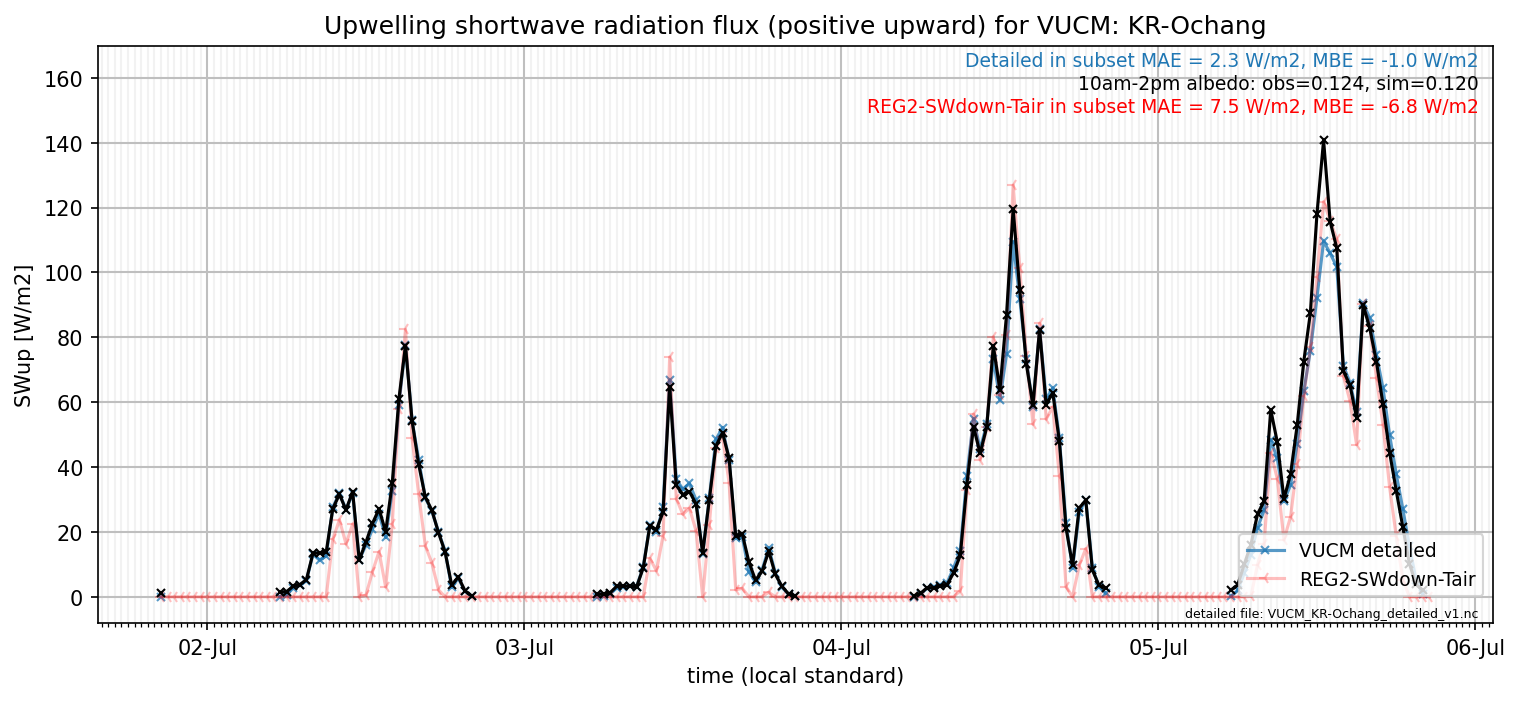 Upwelling shortwave radiation flux (positive upward) for VUCM: KR-Ochang
Detailed in subset MAE = 2.3 W/m2, MBE = -1.0 W/m2
10am-2pm albedo: obs=0.124, sim=0.120
REG2-SWdown-Tair in subset MAE = 7.5 W/m2, MBE = -6.8 W/m2
SWup [W/m2]
160
140
120
100
80
60
40
20
0
VUCM detailed
REG2-SWdown-Tair
detailed file: VUCM_KR-Ochang_detailed_v1.nc
02-Jul
03-Jul
04-Jul
05-Jul
06-Jul
time (local standard)